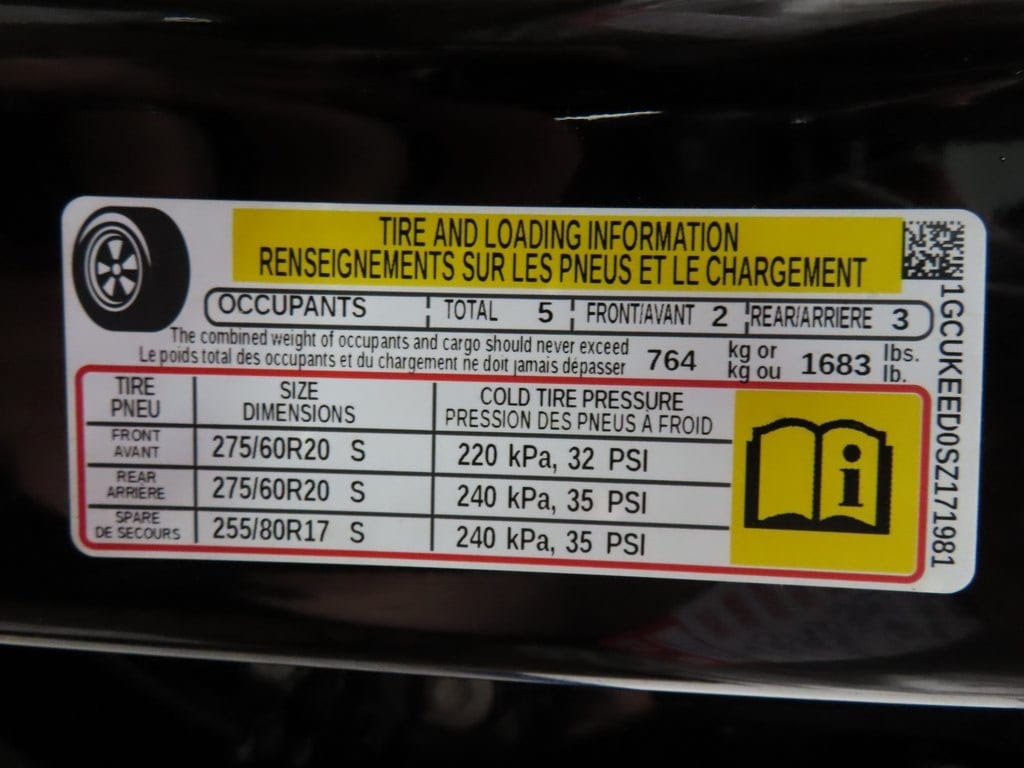 TIRE AND LOADING INFORMATION
RENSEIGNEMENTS SUR LES PNEUS ET LE CHARGEMENT
OCCUPANTS TOTAL 5 FRONT/AVANT 2 REAR/ARRIERE 3
The combined weight of occupants and cargo should never exceed
Le poids total des occupants et du chargement ne doit jamais dépasser
764 kg or 1683 lbs.
kg ou lb.
TIRE SIZE COLD TIRE PRESSURE
PNEU DIMENSIONS PRESSION DES PNEUS À FROID
FRONT
AVANT 275/60R20 S 220 kPa, 32 PSI
REAR
ARRIÈRE 275/60R20 S 240 kPa, 35 PSI
SPARE
DE SECOURS 255/80R17 S 240 kPa, 35 PSI
i
1GCUKEED0SZ171981